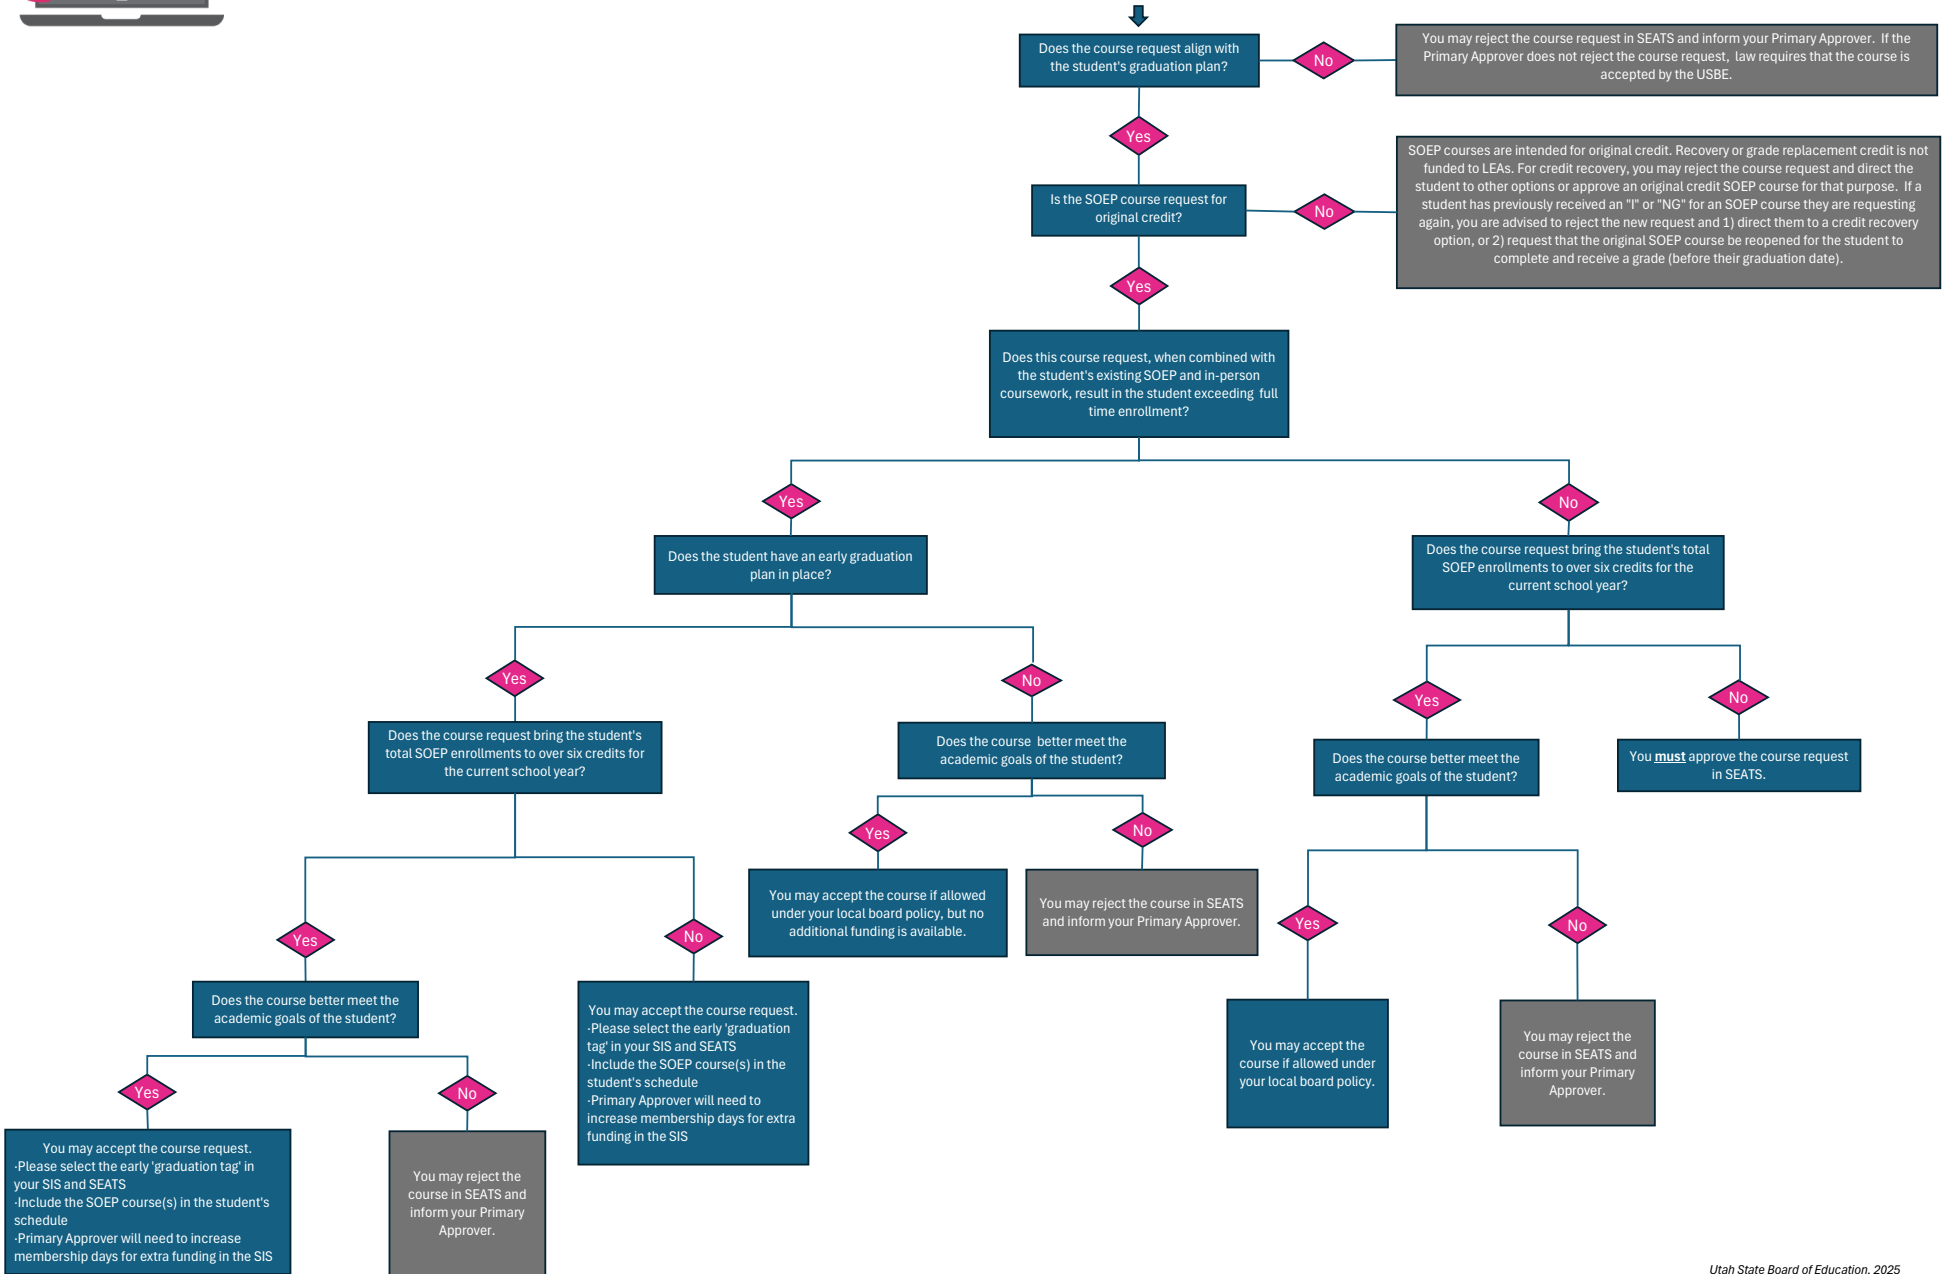 Does the course request align with
the student's graduation plan?
No
You may reject the course request in SEATS and inform your Primary Approver. If the
Primary Approver does not reject the course request, law requires that the course is
accepted by the USBE.
Yes
Is the SOEP course request for
original credit?
No
SOEP courses are intended for original credit. Recovery or grade replacement credit is not
funded to LEAs. For credit recovery, you may reject the course request and direct the
student to other options or approve an original credit SOEP course for that purpose. If a
student has previously received an "I" or "NG" for an SOEP course they are requesting
again, you are advised to reject the new request and 1) direct them to a credit recovery
option, or 2) request that the original SOEP course be reopened for the student to
complete and receive a grade (before their graduation date).
Yes
Does this course request, when combined with
the student's existing SOEP and in-person
coursework, result in the student exceeding full
time enrollment?
Yes
No
Does the student have an early graduation
plan in place?
Does the course request bring the student's total
SOEP enrollments to over six credits for the
current school year?
Yes
No
Yes
No
Does the course request bring the student's
total SOEP enrollments to over six credits for
the current school year?
Does the course better meet the
academic goals of the student?
Does the course better meet the
academic goals of the student?
You must approve the course request
in SEATS.
Yes
No
You may accept the course if allowed
under your local board policy, but no
additional funding is available.
You may reject the course in SEATS
and inform your Primary Approver.
Yes
No
Yes
No
Does the course better meet the
academic goals of the student?
You may accept the course request.
·Please select the early 'graduation
tag' in your SIS and SEATS
·Include the SOEP course(s) in the
student's schedule
·Primary Approver will need to
increase membership days for extra
funding in the SIS
You may accept the
course if allowed under
your local board policy.
You may reject the
course in SEATS and
inform your Primary
Approver.
Yes
No
You may accept the course request.
·Please select the early 'graduation tag' in
your SIS and SEATS
·Include the SOEP course(s) in the student's
schedule
·Primary Approver will need to increase
membership days for extra funding in the SIS
You may reject the
course in SEATS and
inform your Primary
Approver.
Utah State Board of Education, 2025